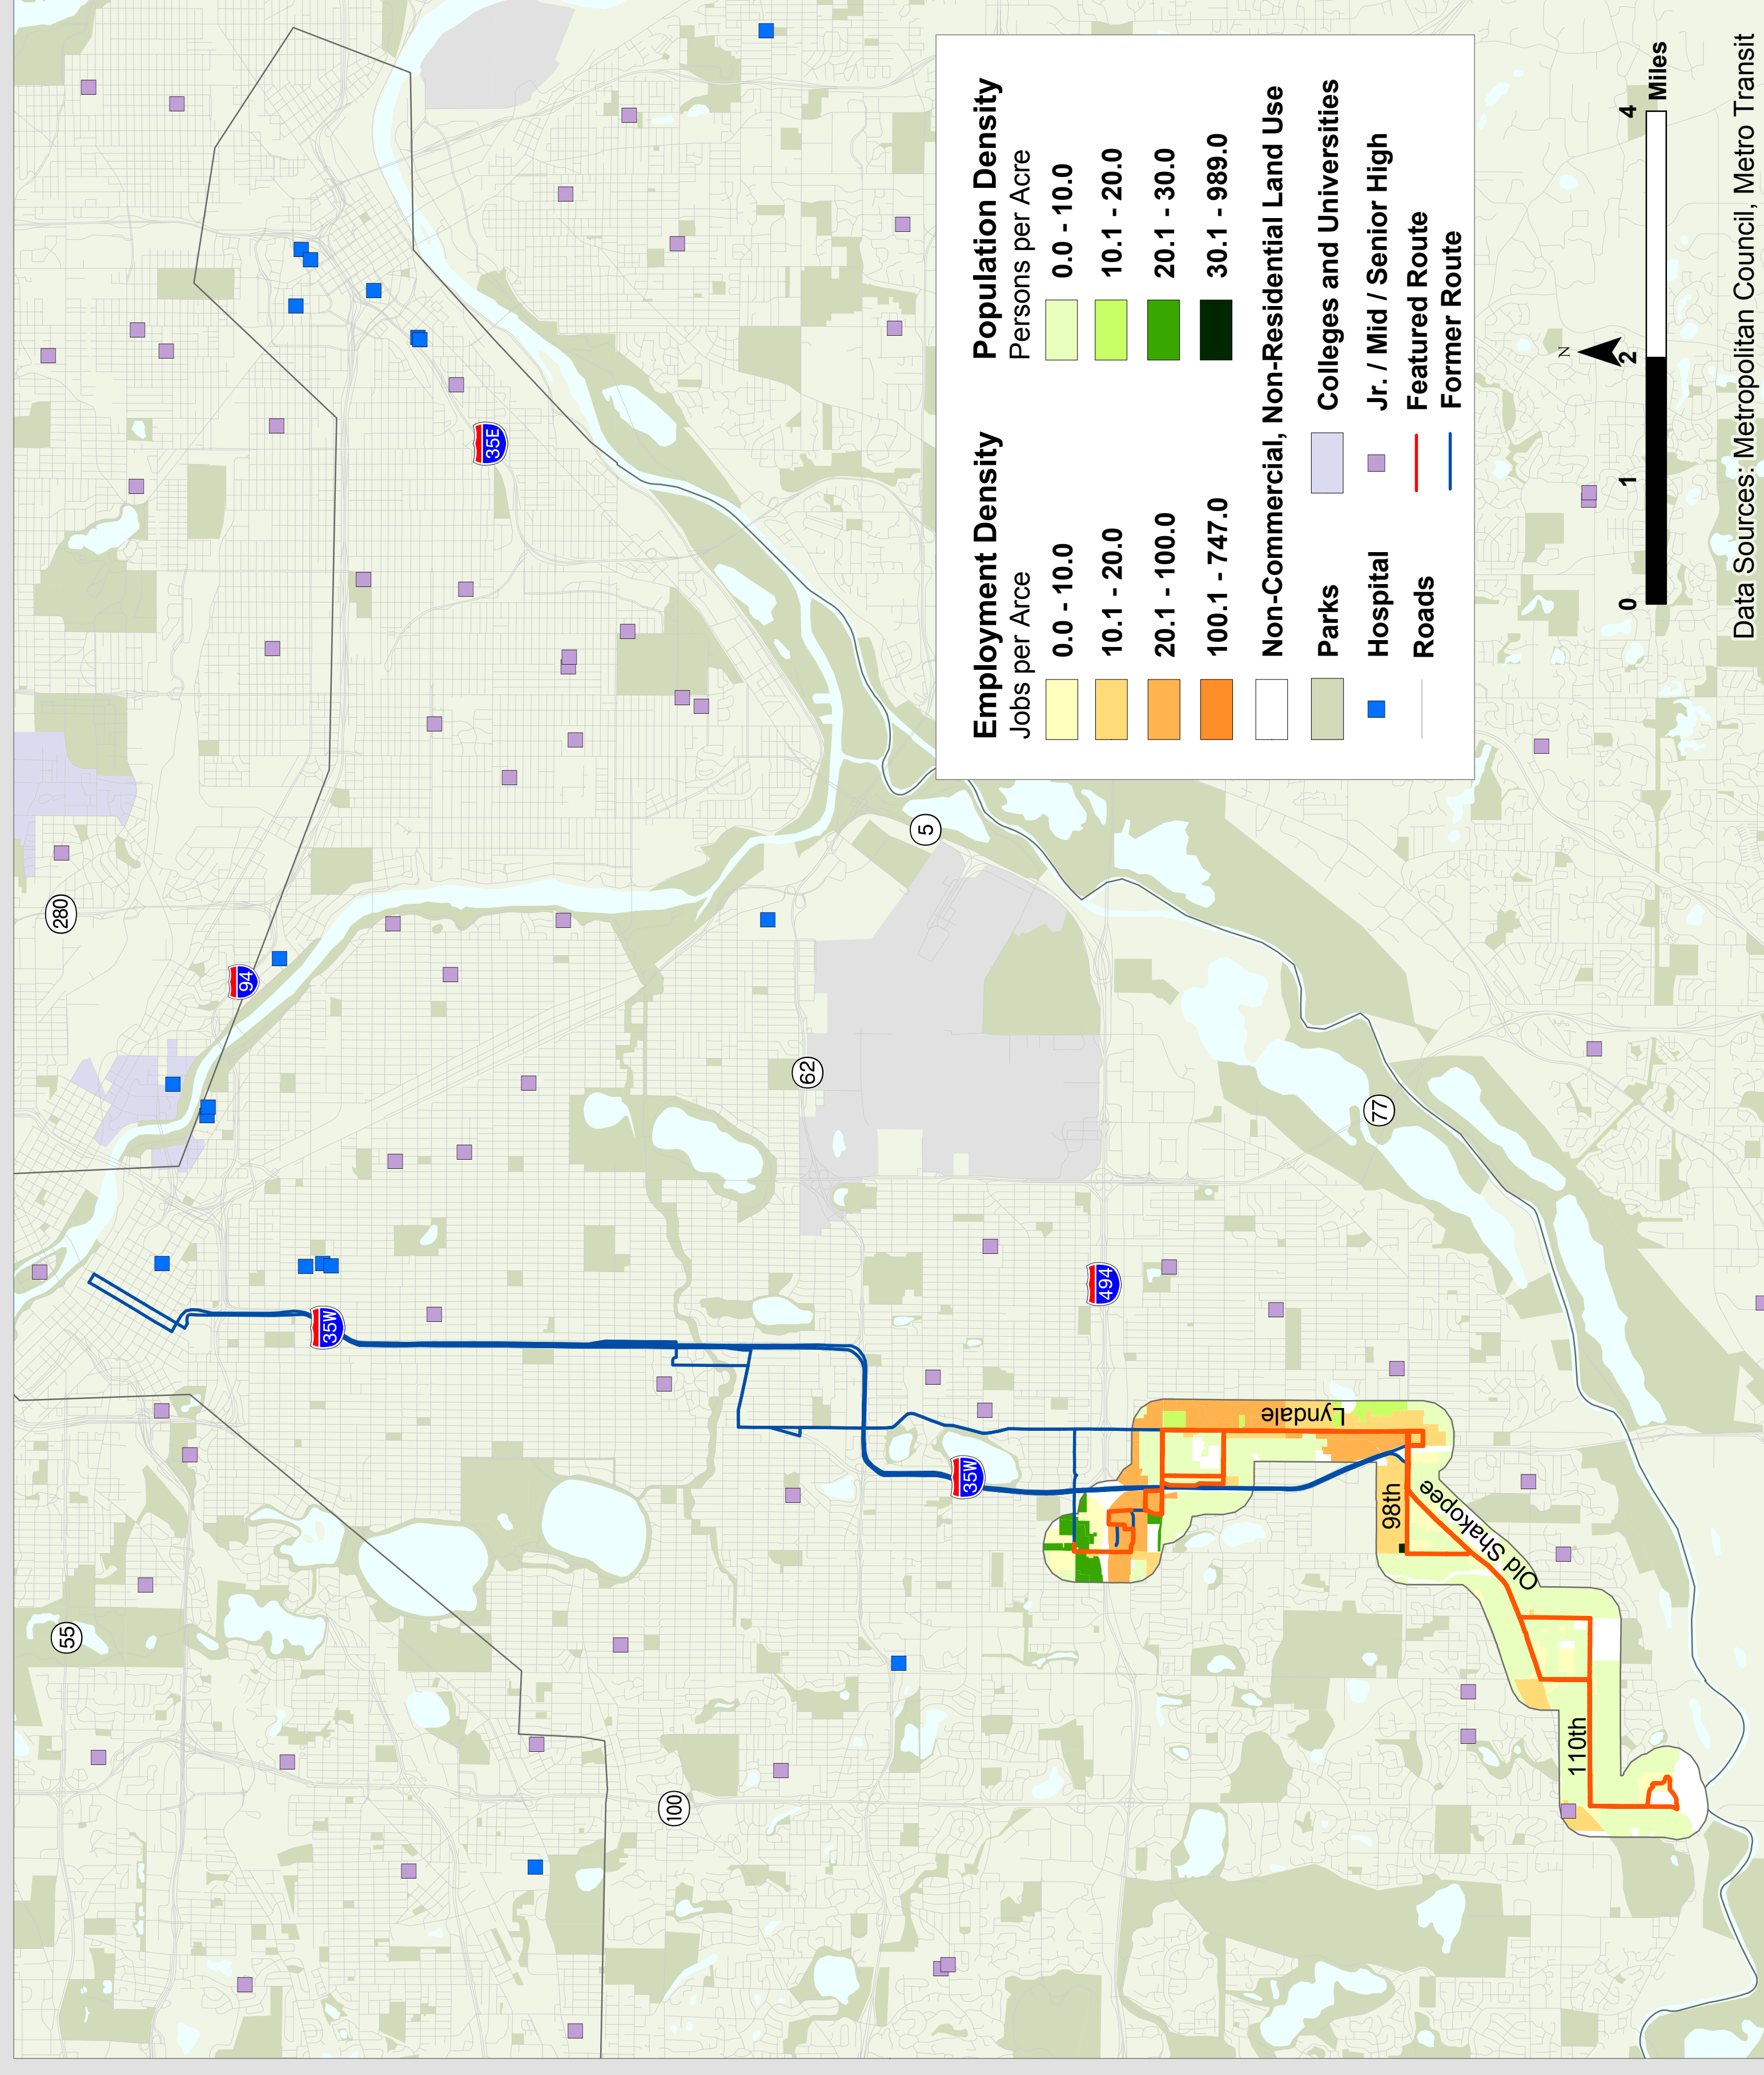 280
94
55
35E
35W
5
62
100
35W
494
77
Lyndale
98th
Old Shakopee
110th
Employment Density
Jobs per Arce
0.0 - 10.0
10.1 - 20.0
20.1 - 100.0
100.1 - 747.0
Population Density
Persons per Acre
0.0 - 10.0
10.1 - 20.0
20.1 - 30.0
30.1 - 989.0
Non-Commercial, Non-Residential Land Use
Parks
Colleges and Universities
Hospital
Jr. / Mid / Senior High
Roads
Featured Route
Former Route
N
0 1 2 4
Miles
Data Sources: Metropolitan Council, Metro Transit